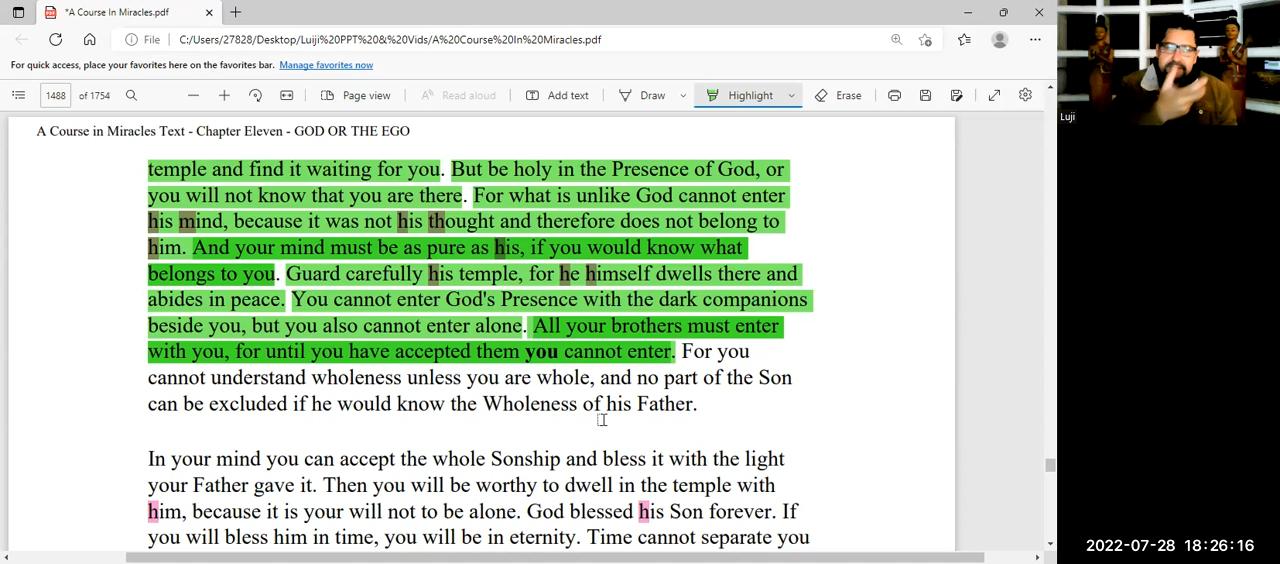 *A Course In Miracles.pdf
File
C:/Users/27828/Desktop/Luiji%20PPT%20&%20Vids/A%20Course%20In%20Miracles.pdf
For quick access, place your favorites here on the favorites bar. Manage favorites now
1488 of 1754
Page view
Read aloud
Add text
Draw
Highlight
Erase
A Course in Miracles Text - Chapter Eleven - GOD OR THE EGO
temple and find it waiting for you. But be holy in the Presence of God, or
you will not know that you are there. For what is unlike God cannot enter
his mind, because it was not his thought and therefore does not belong to
him. And your mind must be as pure as his, if you would know what
belongs to you. Guard carefully his temple, for he himself dwells there and
abides in peace. You cannot enter God's Presence with the dark companions
beside you, but you also cannot enter alone. All your brothers must enter
with you, for until you have accepted them you cannot enter. For you
cannot understand wholeness unless you are whole, and no part of the Son
can be excluded if he would know the Wholeness of his Father.
In your mind you can accept the whole Sonship and bless it with the light
your Father gave it. Then you will be worthy to dwell in the temple with
him, because it is your will not to be alone. God blessed his Son forever. If
you will bless him in time, you will be in eternity. Time cannot separate you
Luji
2022-07-28 18:26:16